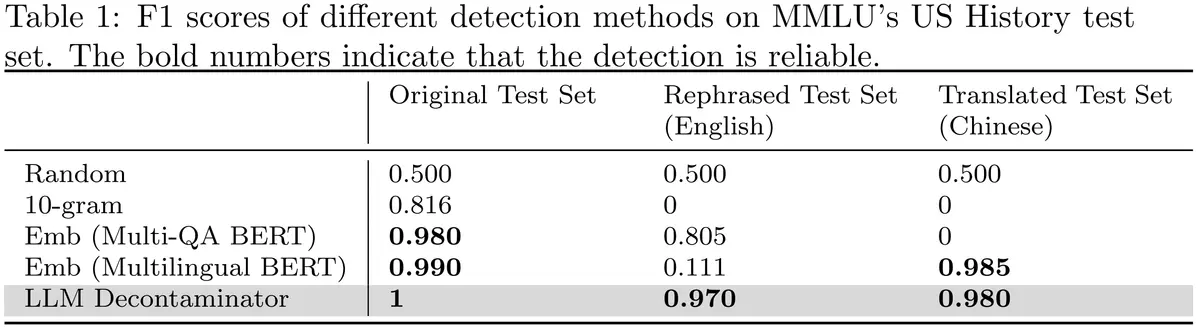 Table 1: F1 scores of different detection methods on MMLU's US History test
set. The bold numbers indicate that the detection is reliable.
Original Test Set Rephrased Test Set Translated Test Set
(English) (Chinese)
Random 0.500 0.500 0.500
10-gram 0.816 0 0
Emb (Multi-QA BERT) 0.980 0.805 0
Emb (Multilingual BERT) 0.990 0.111 0.985
LLM Decontaminator 1 0.970 0.980